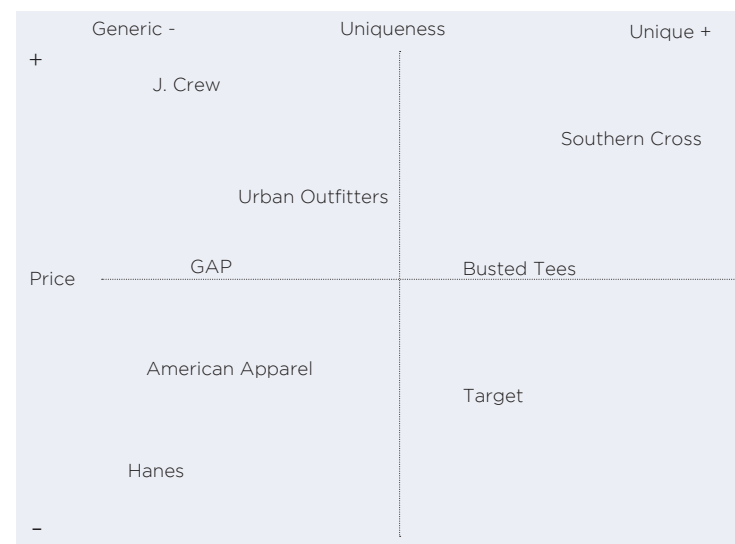 Generic - Uniqueness Unique +
+
J. Crew
Southern Cross
Urban Outfitters
GAP Busted Tees
Price
American Apparel
Target
Hanes
-